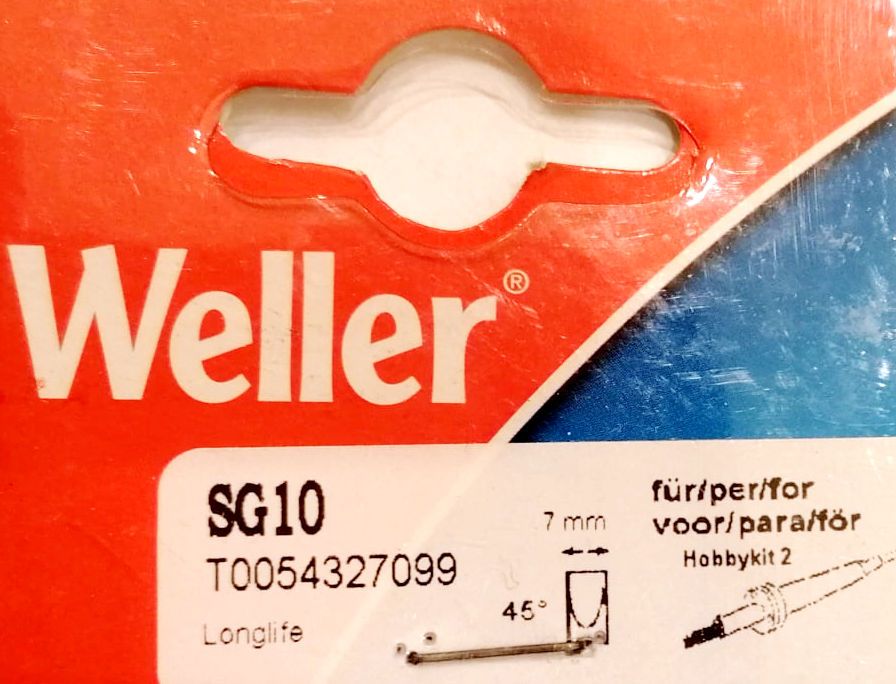 Weller®
SG10
T0054327099
Longlife
7 mm
45°
für/per/for
voor/para/för
Hobbykit 2